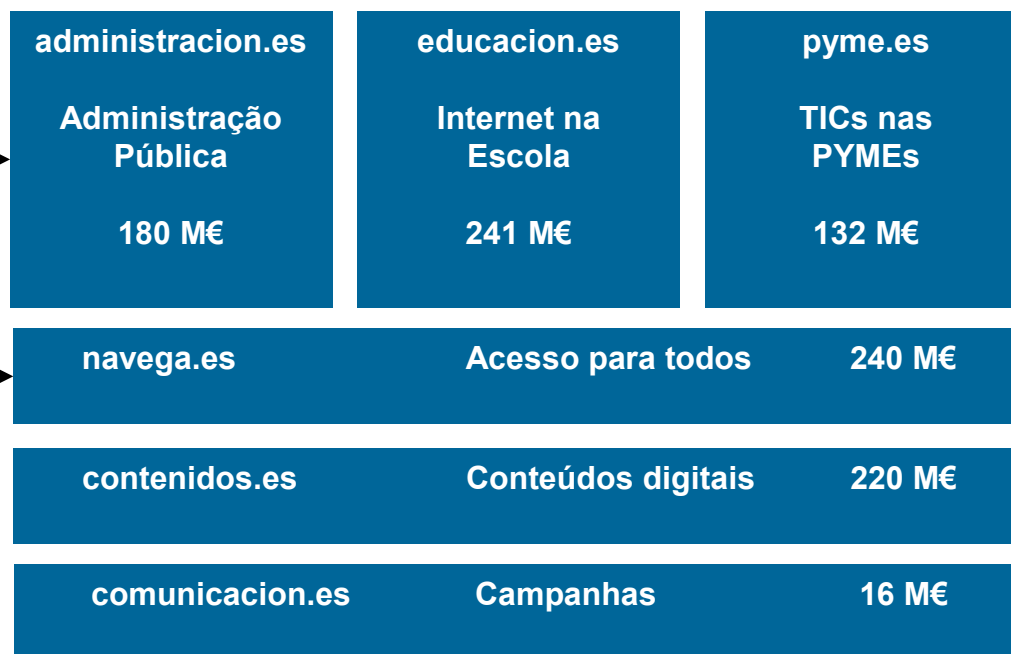 administracion.es
Administração
Pública
180 M€
educacion.es
Internet na
Escola
241 M€
pyme.es
TICs nas
PYMEs
132 M€
navega.es Acesso para todos 240 M€
contenidos.es Conteúdos digitais 220 M€
comunicacion.es Campanhas 16 M€